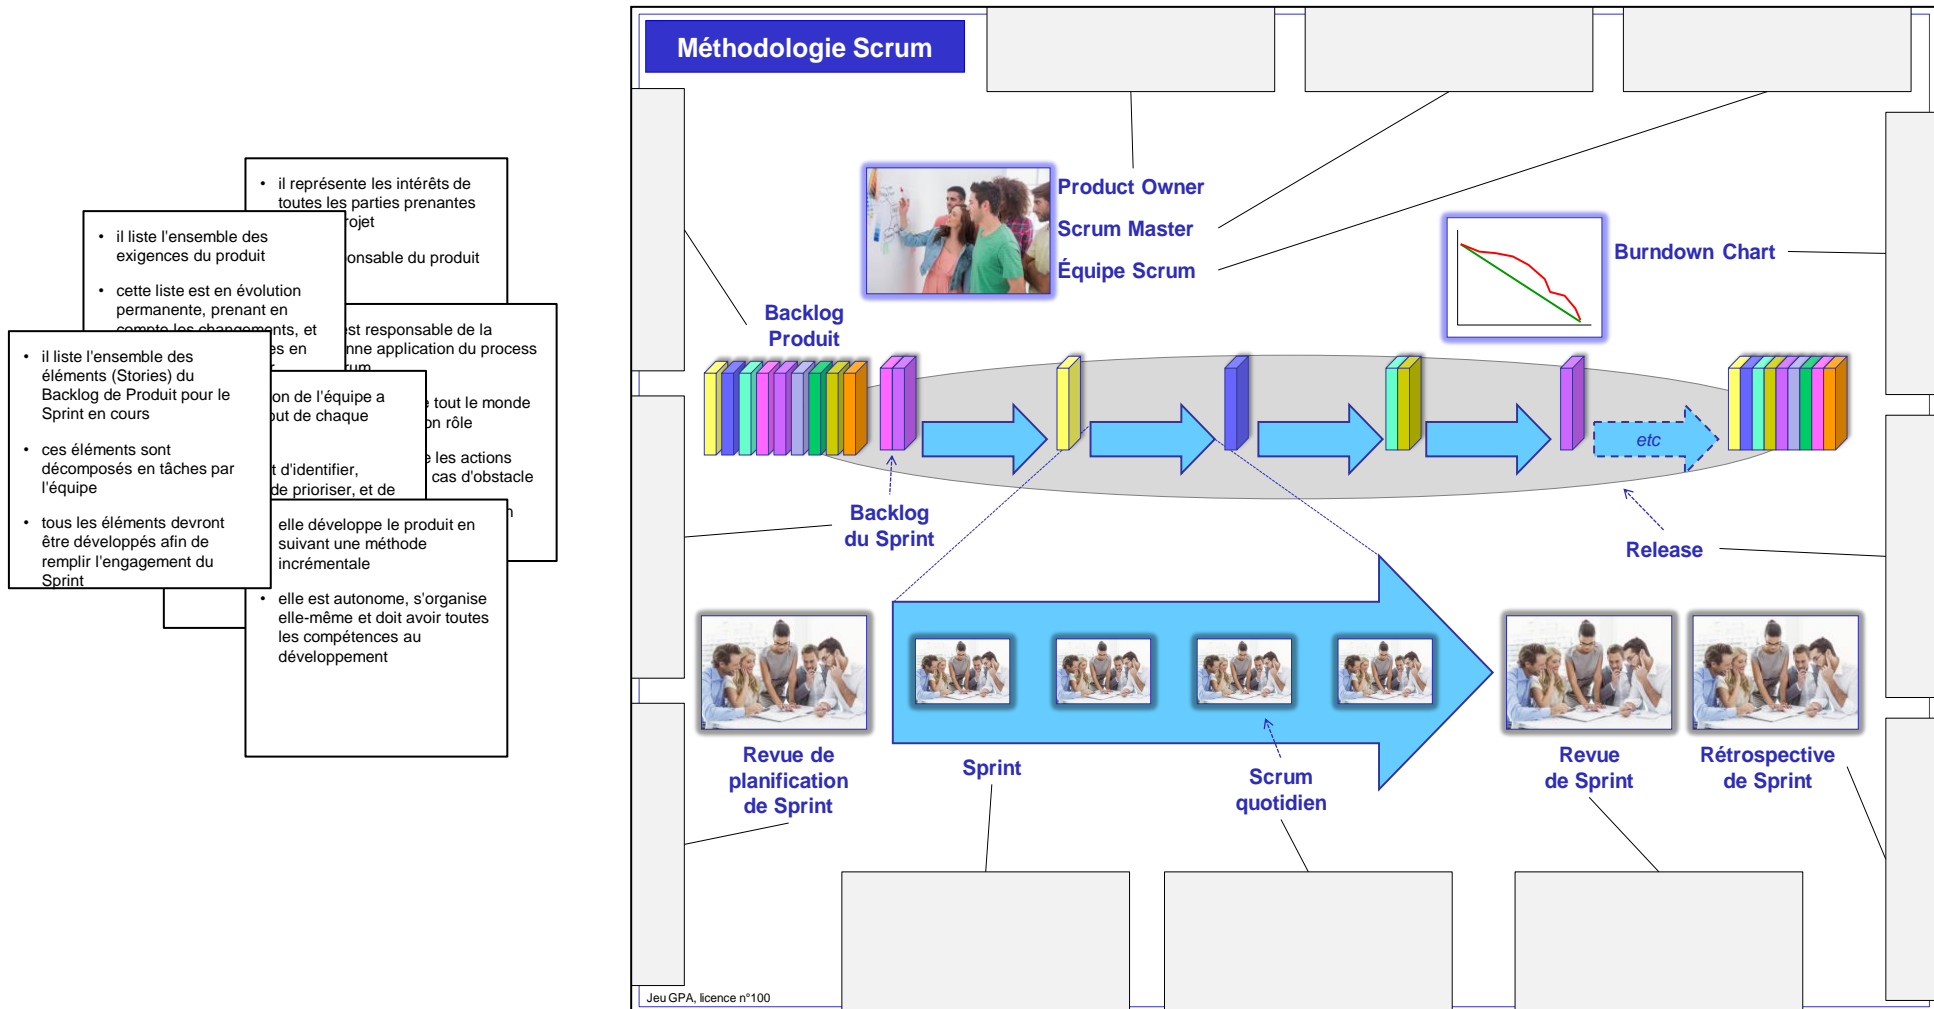 • il représente les intérêts de
toutes les parties prenantes
du produit
• il liste l'ensemble des
exigences du produit
• cette liste est en évolution
permanente, prenant en
compte les changements, et
est responsable de la
application du process
• il liste l'ensemble des
éléments (Stories) du
Backlog de Produit pour le
Sprint en cours
• ces éléments sont
décomposés en tâches par
l'équipe
• tous les éléments devront
être développés afin de
remplir l'engagement du
Sprint
de l'équipe a
de chaque
d'identifier,
de prioriser, et de
tout le monde
rôle
les actions
cas d'obstacle
elle développe le produit en
suivant une méthode
incrémentale
• elle est autonome, s'organise
elle-même et doit avoir toutes
les compétences au
développement
Méthodologie Scrum
Product Owner
Scrum Master
Équipe Scrum
Burndown Chart
Backlog
Produit
etc
Backlog
du Sprint
Release
Revue de
planification
de Sprint
Sprint
Scrum
quotidien
Revue
de Sprint
Rétrospective
de Sprint
Jeu GPA, licence n°100